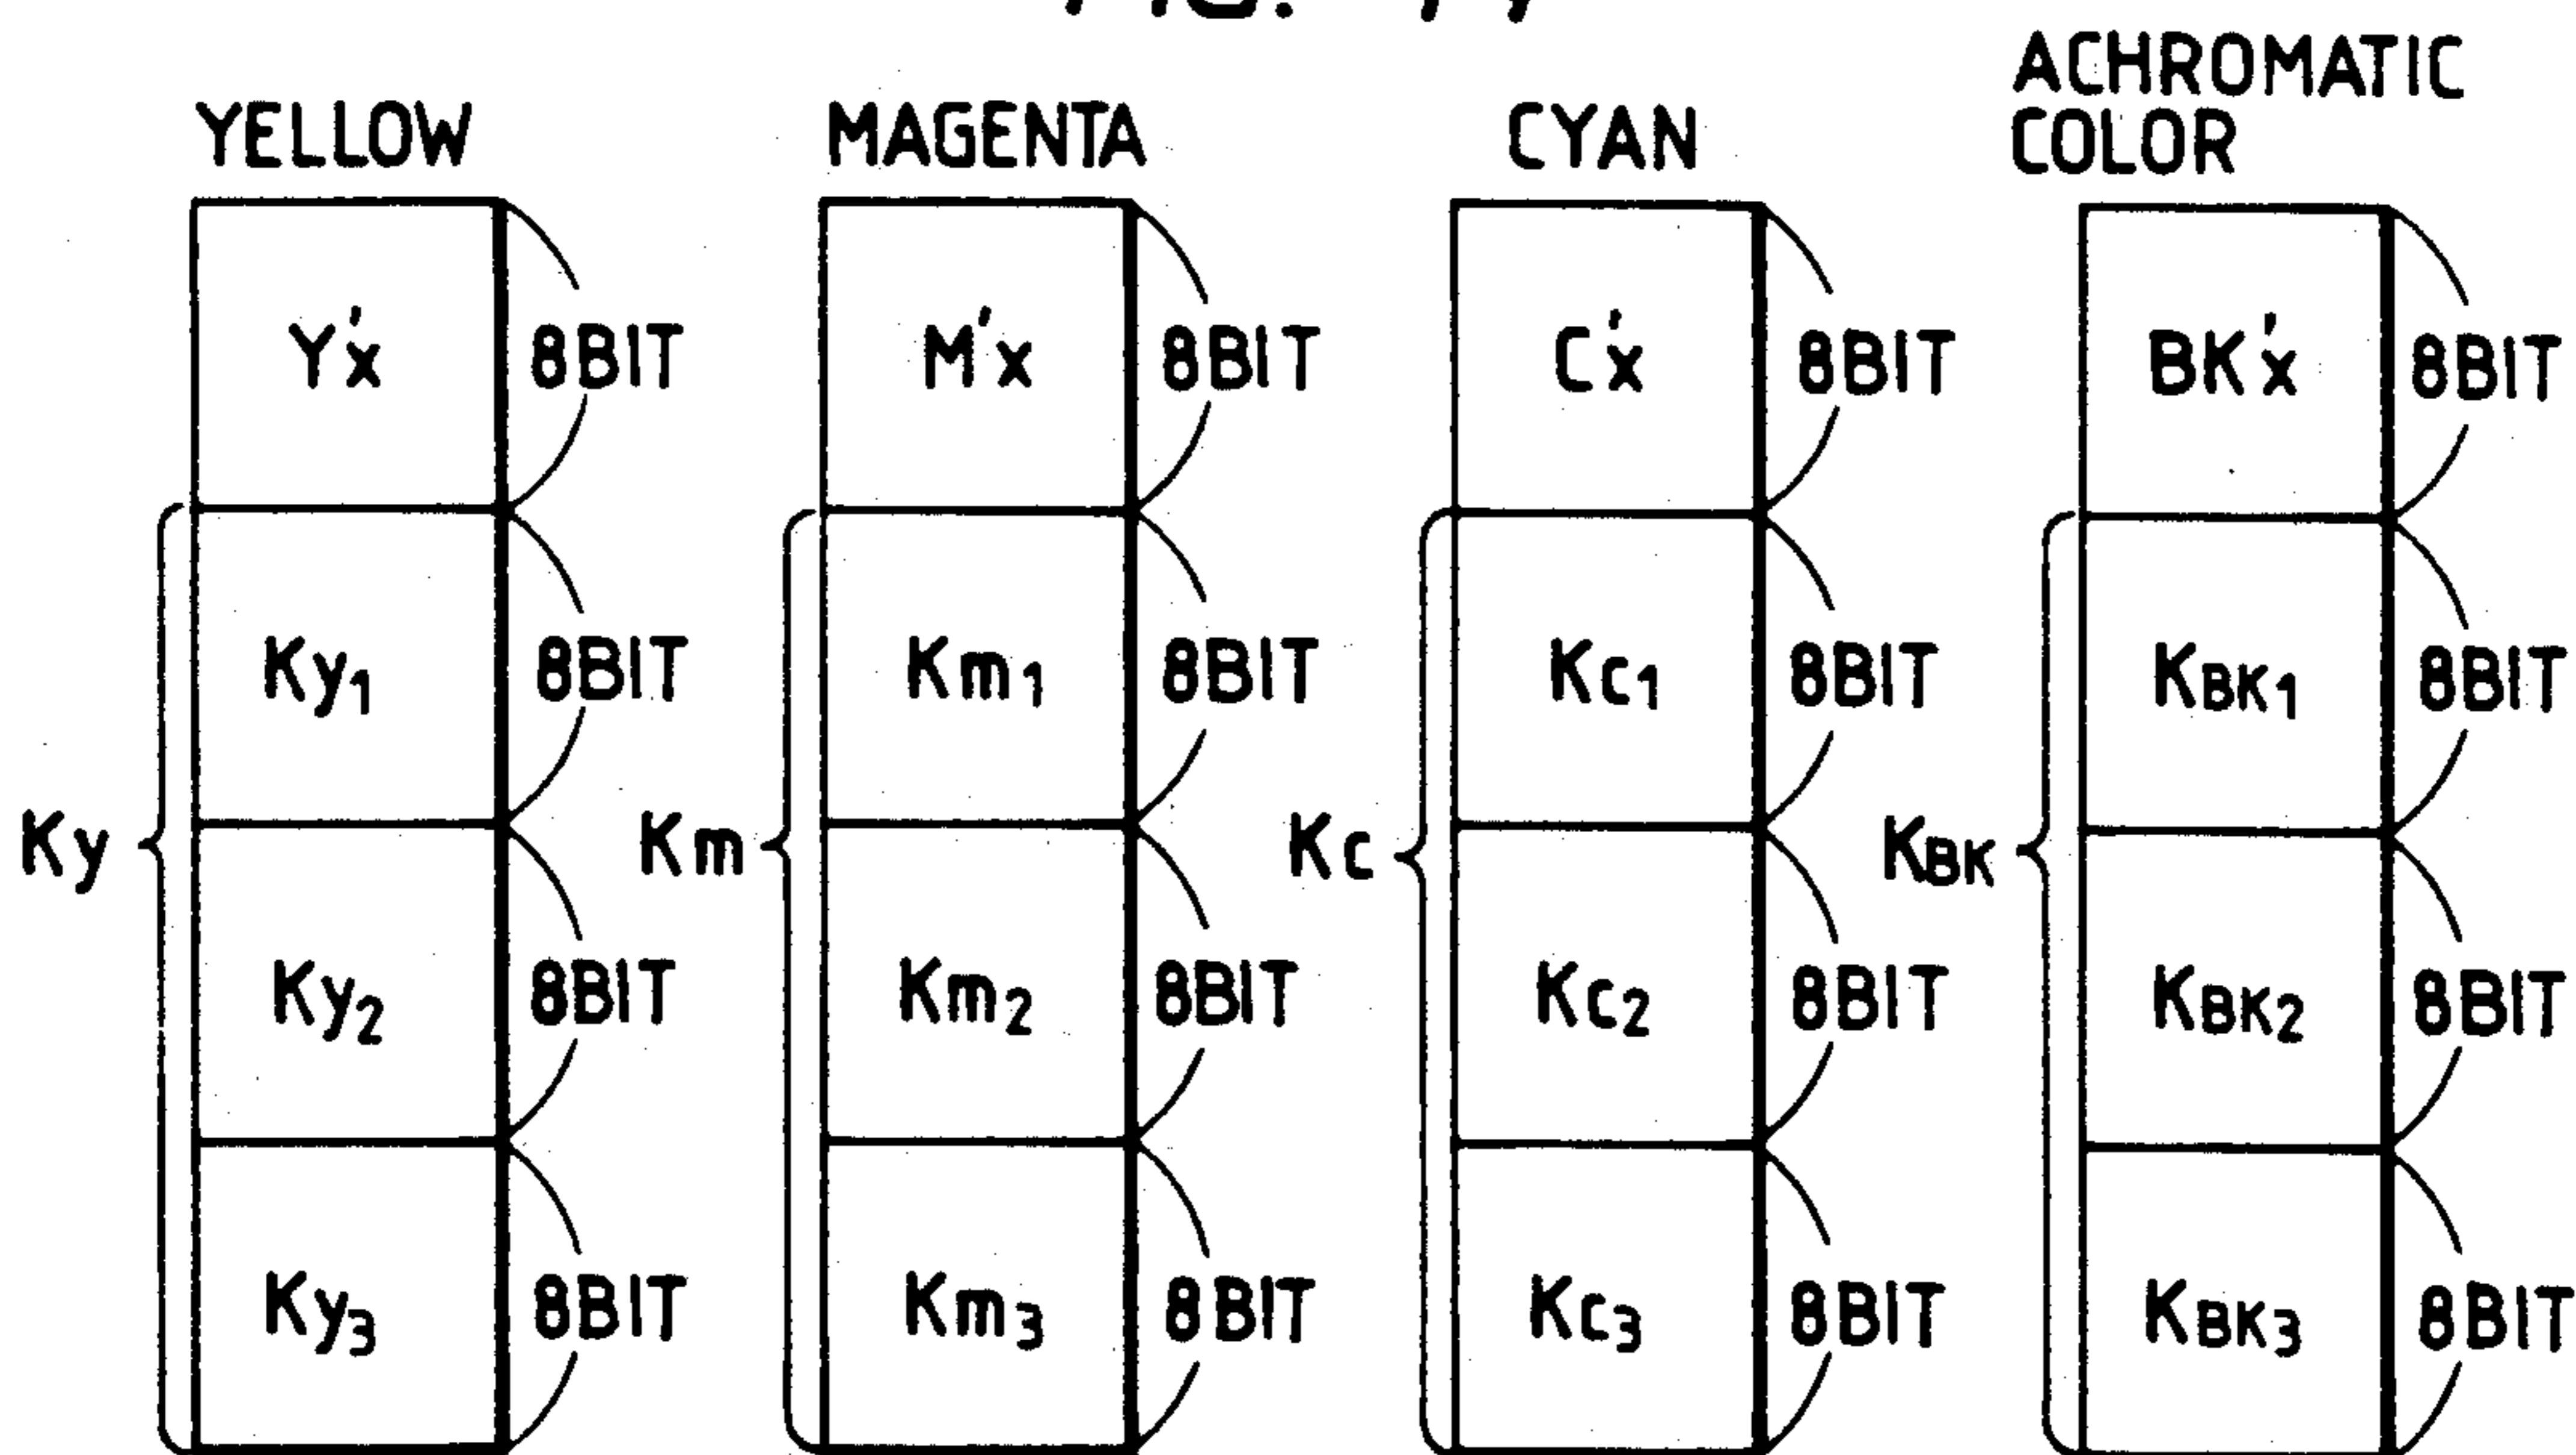 YELLOW MAGENTA CYAN ACHROMATIC COLOR
Y'x 8BIT M'x 8BIT C'x 8BIT BK'x 8BIT
Ky1 8BIT Km1 8BIT Kc1 8BIT KBK1 8BIT
Ky Km Kc KBK
Ky2 8BIT Km2 8BIT Kc2 8BIT KBK2 8BIT
Ky3 8BIT Km3 8BIT Kc3 8BIT KBK3 8BIT